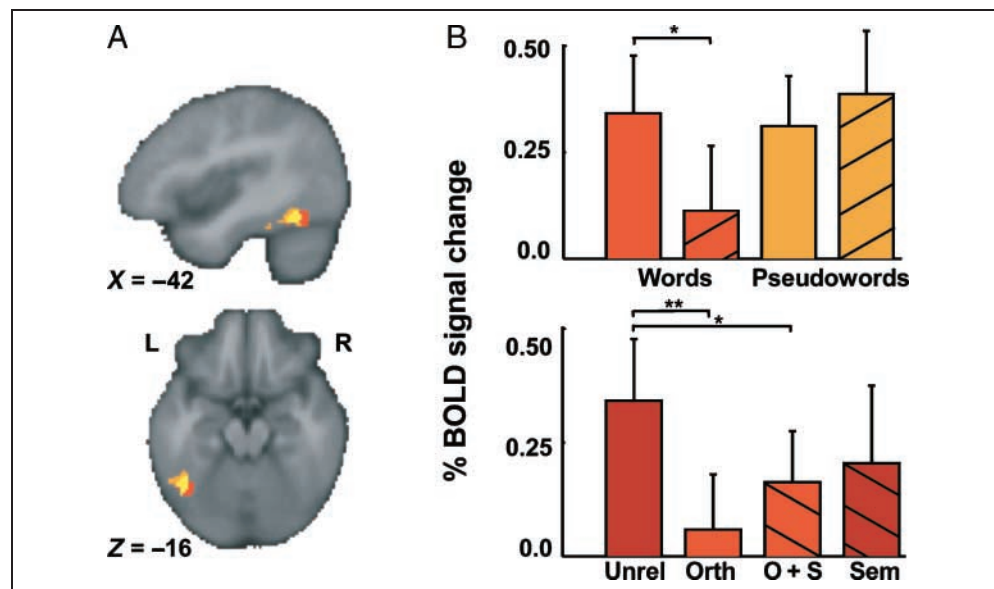 A
X = –42
L R
Z = –16
B
% BOLD signal change
*
0.50
0.25
0.0
Words Pseudowords
**
*
0.50
0.25
0.0
Unrel Orth O + S Sem